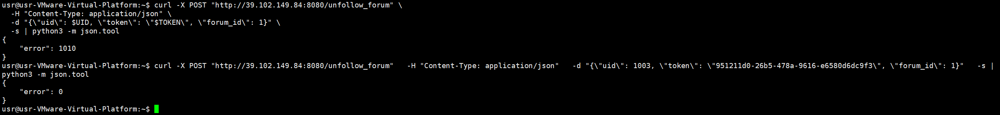 usr@usr-VMware-Virtual-Platform:~$ curl -X POST "http://39.102.149.84:8080/unfollow_forum" \
  -H "Content-Type: application/json" \
  -d "{\"uid\": $UID, \"token\": \"$TOKEN\", \"forum_id\": 1}" \
  -s | python3 -m json.tool
{
    "error": 1010
}
usr@usr-VMware-Virtual-Platform:~$ curl -X POST "http://39.102.149.84:8080/unfollow_forum"   -H "Content-Type: application/json"   -d "{\"uid\": 1003, \"token\": \"951211d0-26b5-478a-9616-e6580d6dc9f3\", \"forum_id\": 1}"   -s |
python3 -m json.tool
{
    "error": 0
}
usr@usr-VMware-Virtual-Platform:~$